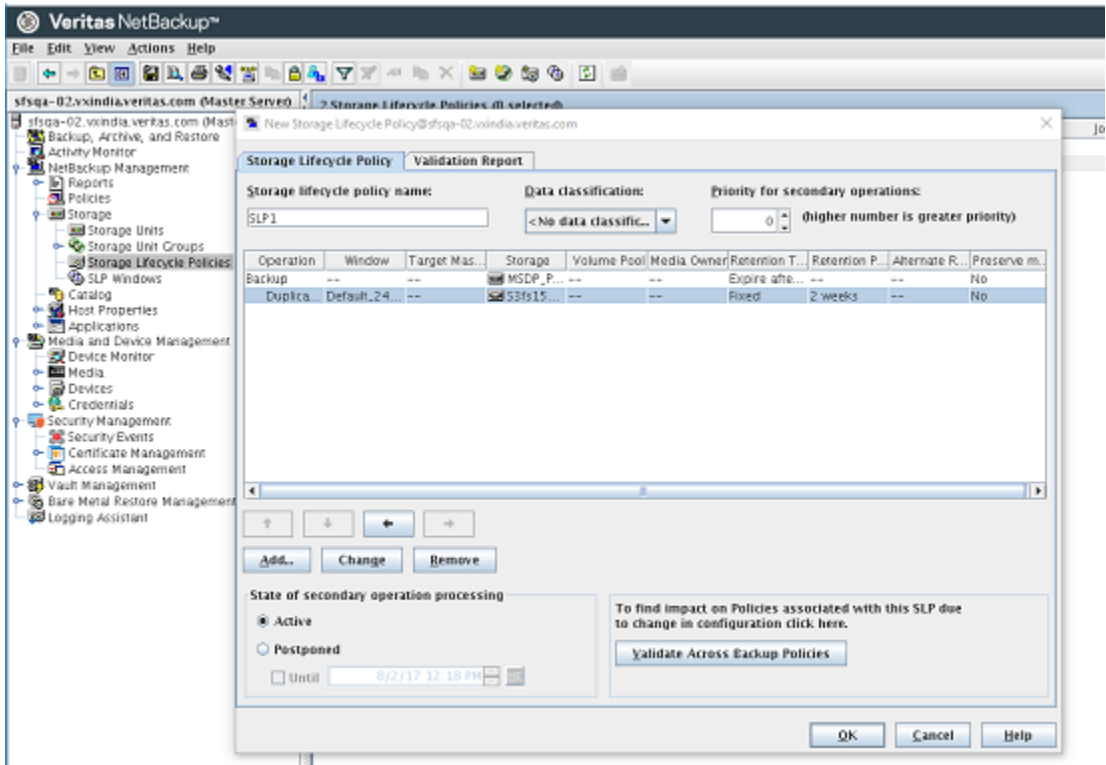 Veritas NetBackup™
File Edit View Actions Help
sfsqa-02.vxindia.veritas.com (Master Server)
2 Storage Lifecycle Policies (0 selected)
sfsqa-02.vxindia.veritas.com (Mast
Backup, Archive, and Restore
Activity Monitor
NetBackup Management
Reports
Policies
Storage
Storage Units
Storage Unit Groups
Storage Lifecycle Policies
SLP Windows
Catalog
Host Properties
Applications
Media and Device Management
Device Monitor
Media
Devices
Credentials
Security Management
Security Events
Certificate Management
Access Management
Vault Management
Bare Metal Restore Management
Logging Assistant
Jo
New Storage Lifecycle Policy@sfsqa-02.vxindia.veritas.com
Storage Lifecycle Policy Validation Report
Storage lifecycle policy name: Data classification: Priority for secondary operations:
SLP1 <No data classific... 0 (higher number is greater priority)
Operation Window Target Mas... Storage Volume Pool Media Owner Retention T... Retention P... Alternate R... Preserve m...
Backup -- -- MSDP_P... -- -- Expire afte... -- -- No
Duplica... Default_24... -- S3fs15... -- -- Fixed 2 weeks -- No
Add... Change Remove
State of secondary operation processing
Active
Postponed
Until 8/2/17 12:18 PM
To find impact on Policies associated with this SLP due
to change in configuration click here.
Validate Across Backup Policies
OK Cancel Help